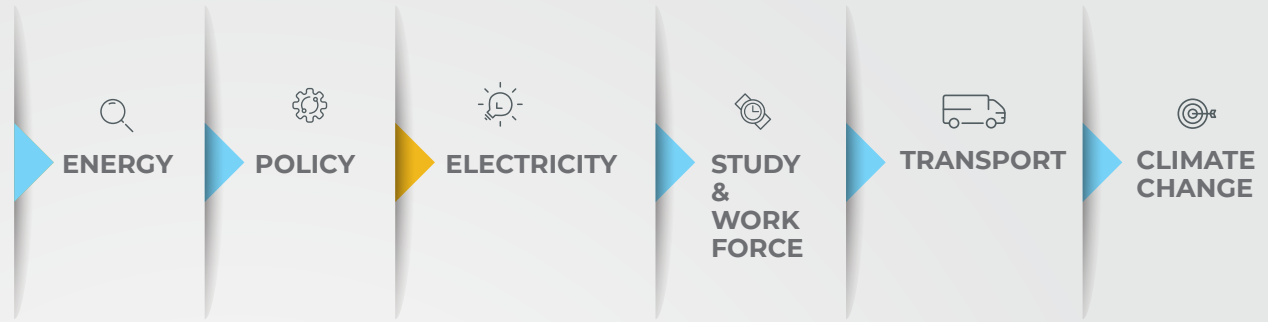 ENERGY
POLICY
ELECTRICITY
STUDY
&
WORK
FORCE
TRANSPORT
CLIMATE
CHANGE